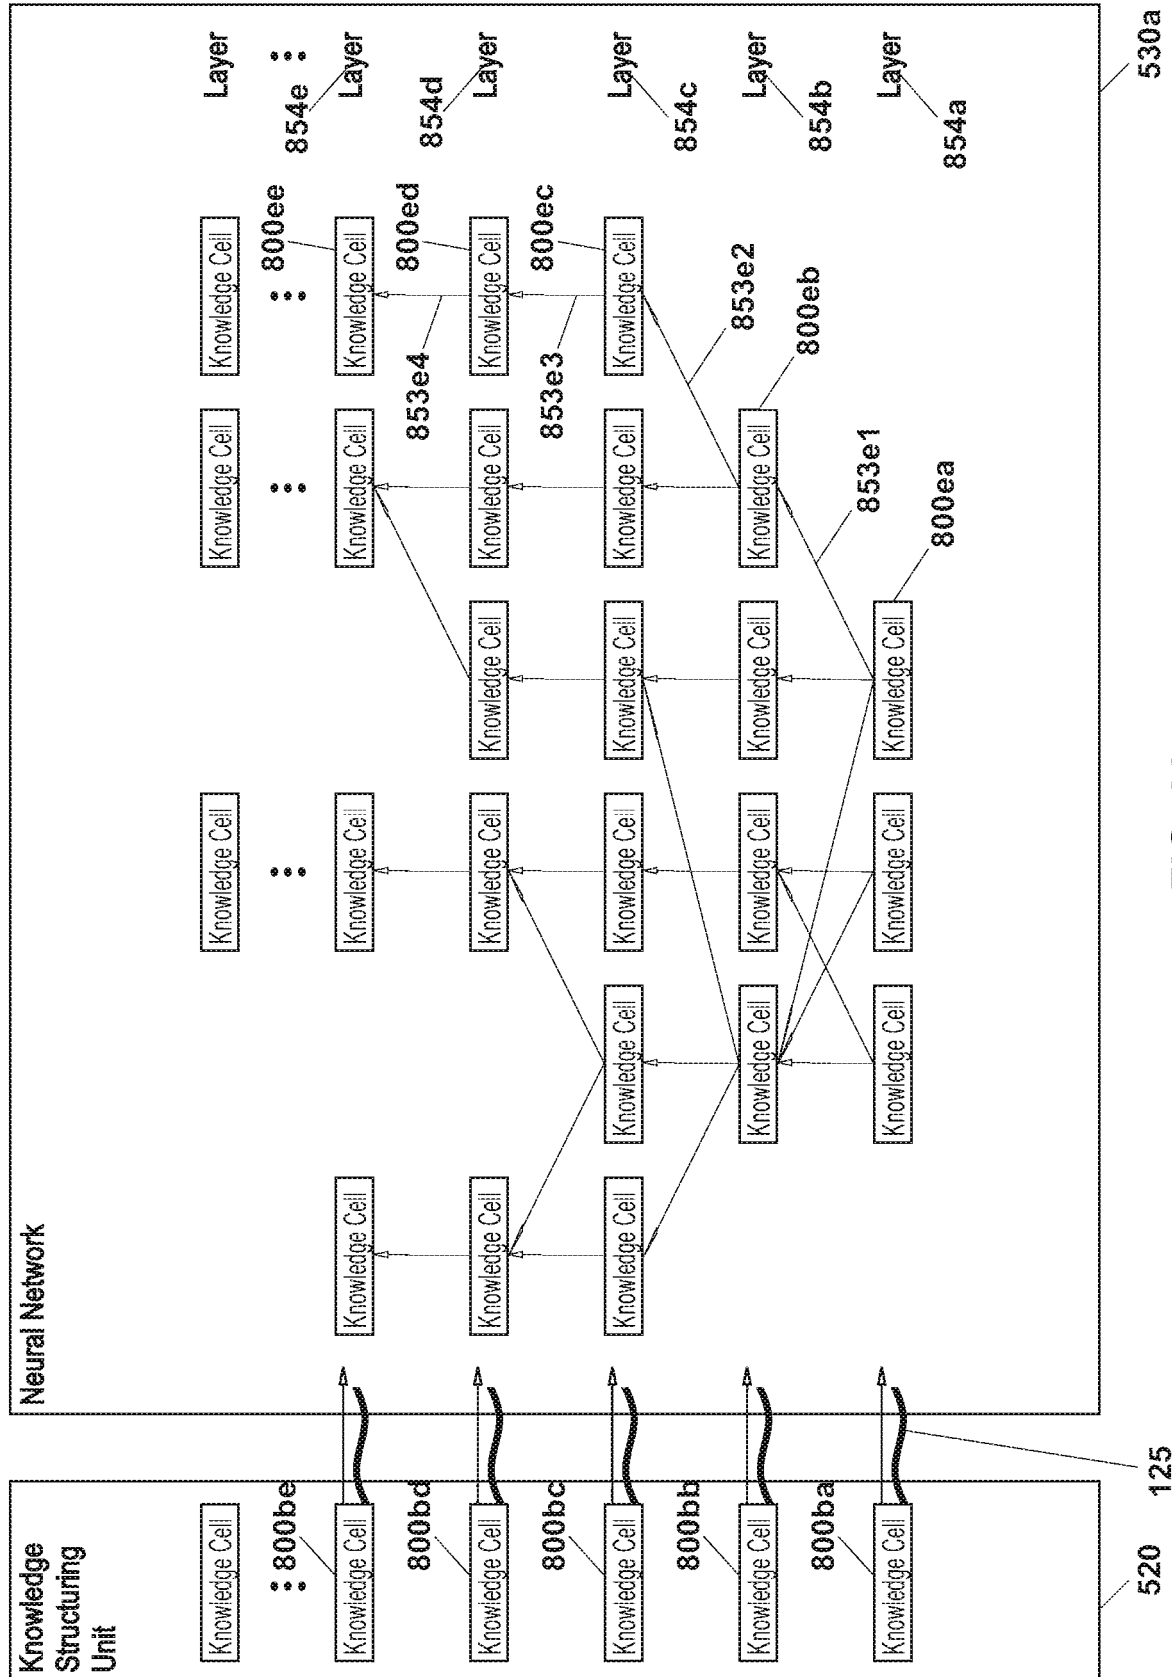 Knowledge
Structuring
Unit
Neural Network
Knowledge Cell
Knowledge Cell
Knowledge Cell
Knowledge Cell
Layer
800be
800ee
854e
Knowledge Cell
Knowledge Cell
Knowledge Cell
Knowledge Cell
Knowledge Cell
Layer
800bd
853e4
800ed
854d
Knowledge Cell
Knowledge Cell
Knowledge Cell
Knowledge Cell
Knowledge Cell
Knowledge Cell
Layer
800bc
853e3
800ec
Knowledge Cell
Knowledge Cell
Knowledge Cell
Knowledge Cell
Knowledge Cell
Knowledge Cell
Knowledge Cell
Layer
800bb
854c
853e2
Knowledge Cell
Knowledge Cell
Knowledge Cell
Knowledge Cell
Knowledge Cell
Layer
800ba
800eb
854b
853e1
Knowledge Cell
Knowledge Cell
Knowledge Cell
Knowledge Cell
Layer
800ea
854a
520
125
530a